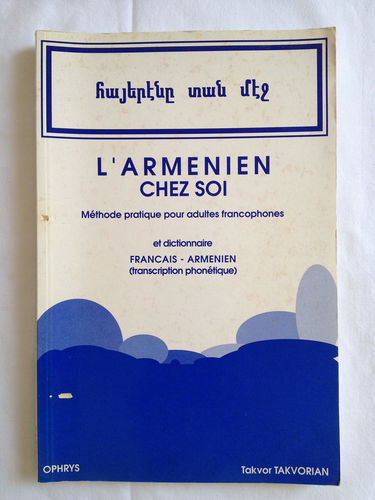 հայերէնը տան մէջ
L'ARMENIEN
CHEZ SOI
Méthode pratique pour adultes francophones
et dictionnaire
FRANCAIS - ARMENIEN
(transcription phonétique)
OPHRYS Takvor TAKVORIAN